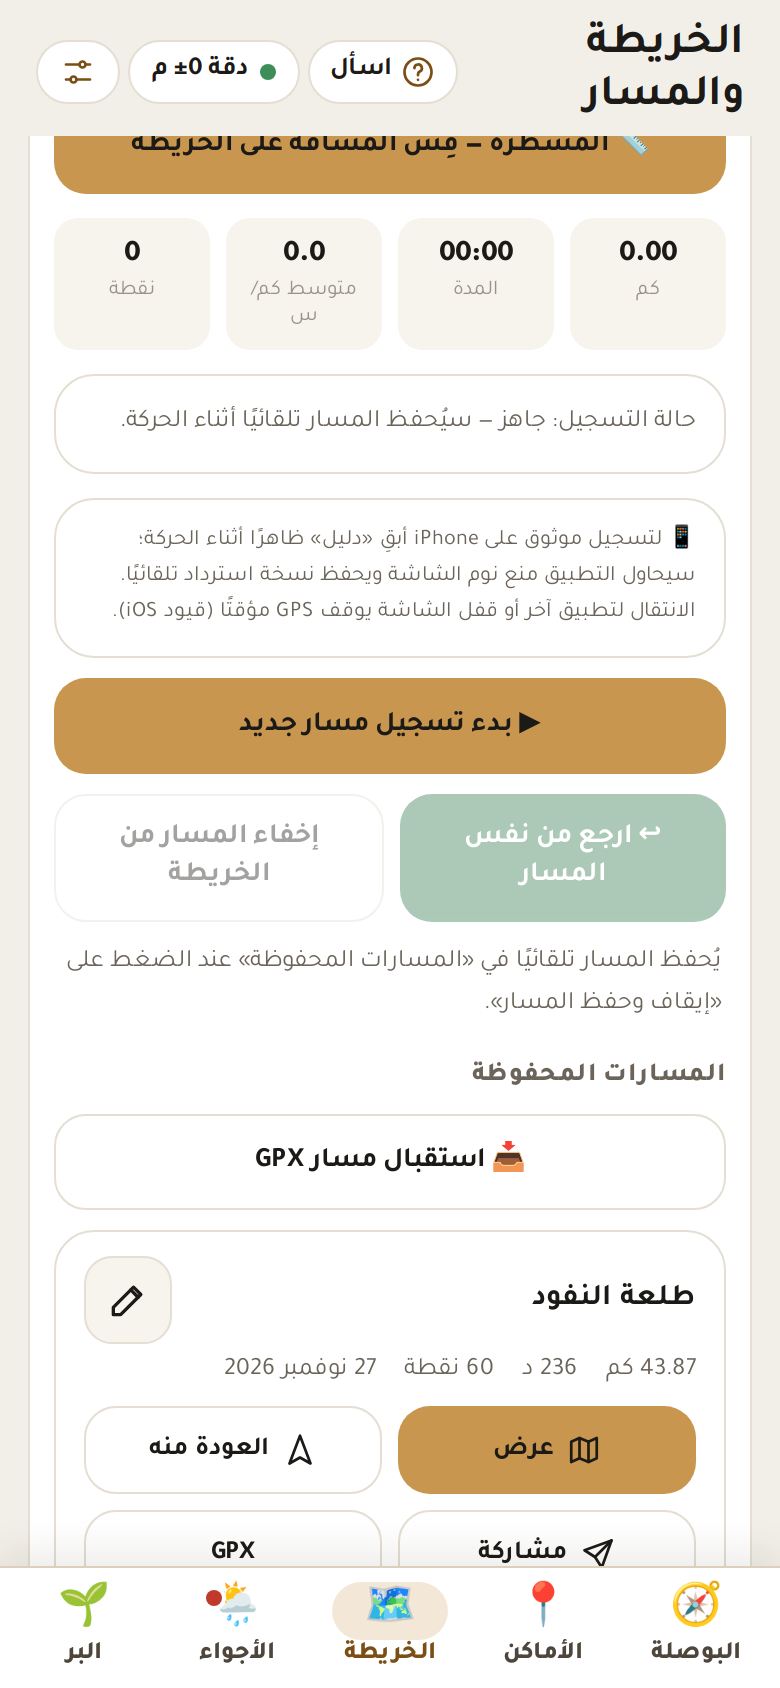 الخريطة
والمسار
اسأل
دقة 0± م
المسطرة – قِس المسافة على الخريطة
0.00
كم
00:00
المدة
0.0
متوسط كم/
س
0
نقطة
حالة التسجيل: جاهز – سيُحفظ المسار تلقائيًا أثناء الحركة.
لتسجيل موثوق على iPhone أبقِ «دليل» ظاهرًا أثناء الحركة؛
سيحاول التطبيق منع نوم الشاشة ويحفظ نسخة استرداد تلقائيًا.
الانتقال لتطبيق آخر أو قفل الشاشة يوقف GPS مؤقتًا (قيود iOS).
▶ بدء تسجيل مسار جديد
↩ ارجع من نفس
المسار
إخفاء المسار من
الخريطة
يُحفظ المسار تلقائيًا في «المسارات المحفوظة» عند الضغط على
«إيقاف وحفظ المسار».
المسارات المحفوظة
استقبال مسار GPX
طلعة النفود
43.87 كم 236 د 60 نقطة 27 نوفمبر 2026
عرض
العودة منه
مشاركة
GPX
البوصلة
الأماكن
الخريطة
الأجواء
البر